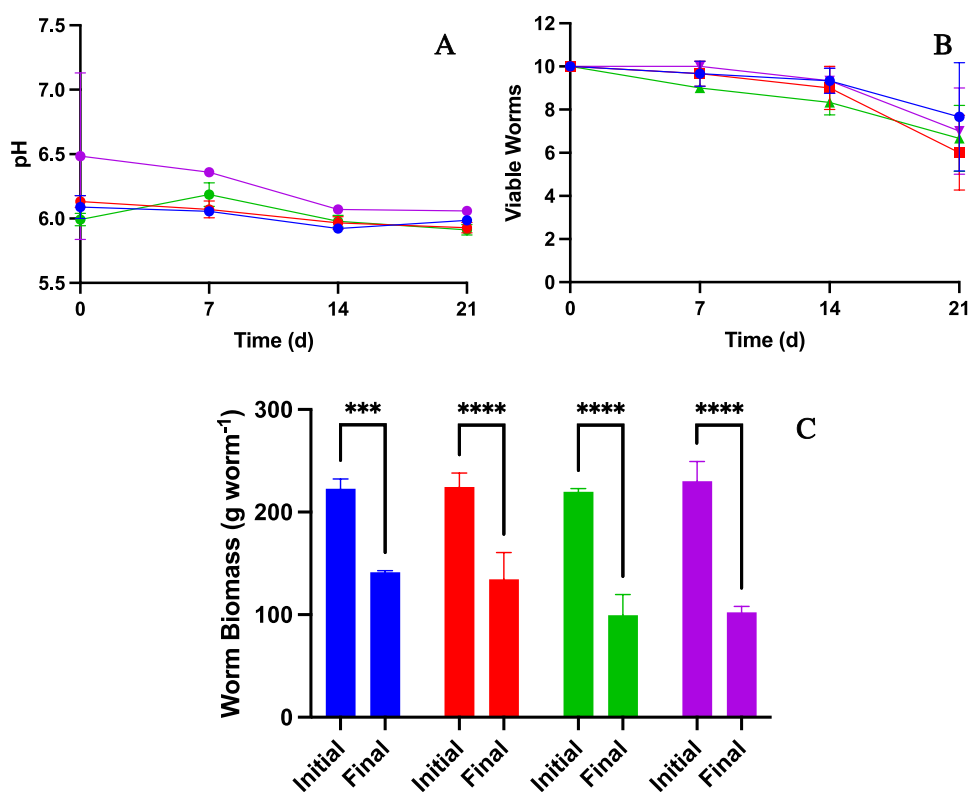 A
7.5
7.0
6.5
6.0
5.5
pH
0 7 14 21
Time (d)
B
12
10
8
6
4
2
0
Viable Worms
0 7 14 21
Time (d)
C
300
200
100
0
Worm Biomass (g worm⁻¹)
*** **** **** ****
Initial Final Initial Final Initial Final Initial Final